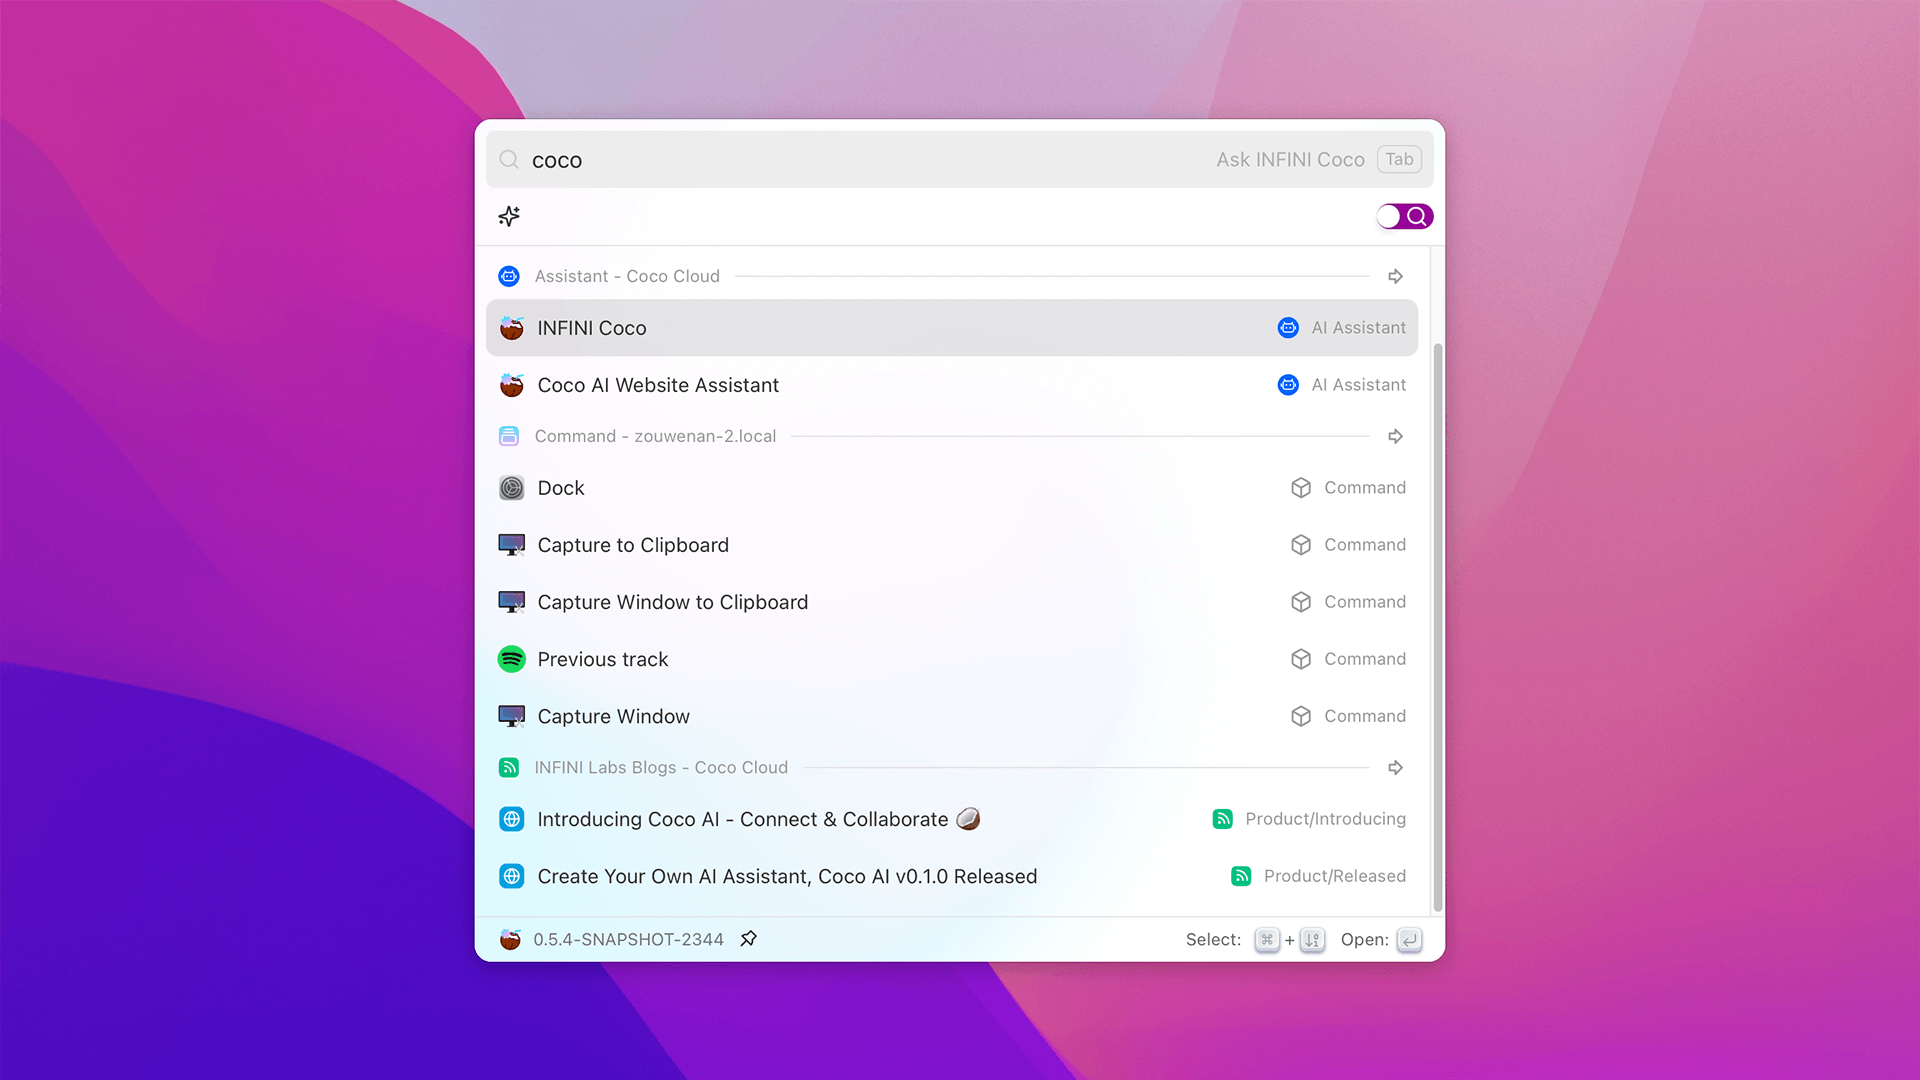 coco Ask INFINI Coco Tab
Assistant - Coco Cloud
INFINI Coco AI Assistant
Coco AI Website Assistant AI Assistant
Command - zouwenan-2.local
Dock Command
Capture to Clipboard Command
Capture Window to Clipboard Command
Previous track Command
Capture Window Command
INFINI Labs Blogs - Coco Cloud
Introducing Coco AI - Connect & Collaborate 🥥 Product/Introducing
Create Your Own AI Assistant, Coco AI v0.1.0 Released Product/Released
0.5.4-SNAPSHOT-2344 Select: ⌘ + Open: ↵